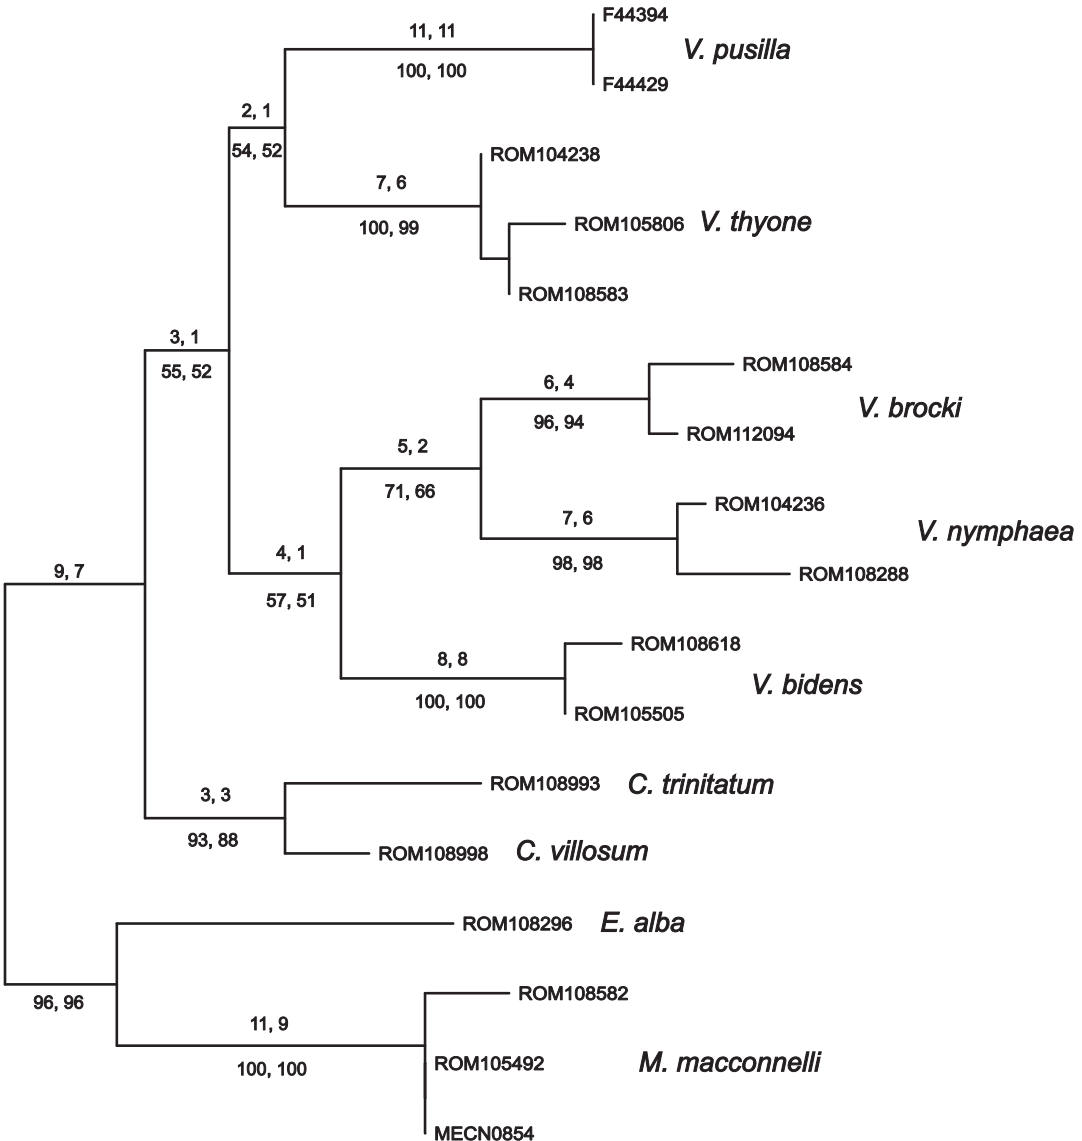 F44394
11, 11
V. pusilla
100, 100
F44429
2, 1
54, 52
ROM104238
7, 6
100, 99
ROM105806
V. thyone
ROM108583
3, 1
55, 52
ROM108584
6, 4
V. brocki
96, 94
ROM112094
5, 2
71, 66
ROM104236
7, 6
V. nymphaea
98, 98
ROM108288
4, 1
57, 51
9, 7
ROM108618
8, 8
V. bidens
100, 100
ROM105505
ROM108993
C. trinitatum
3, 3
93, 88
ROM108998
C. villosum
ROM108296
E. alba
96, 96
ROM108582
11, 9
100, 100
ROM105492
M. macconnelli
MECN0854